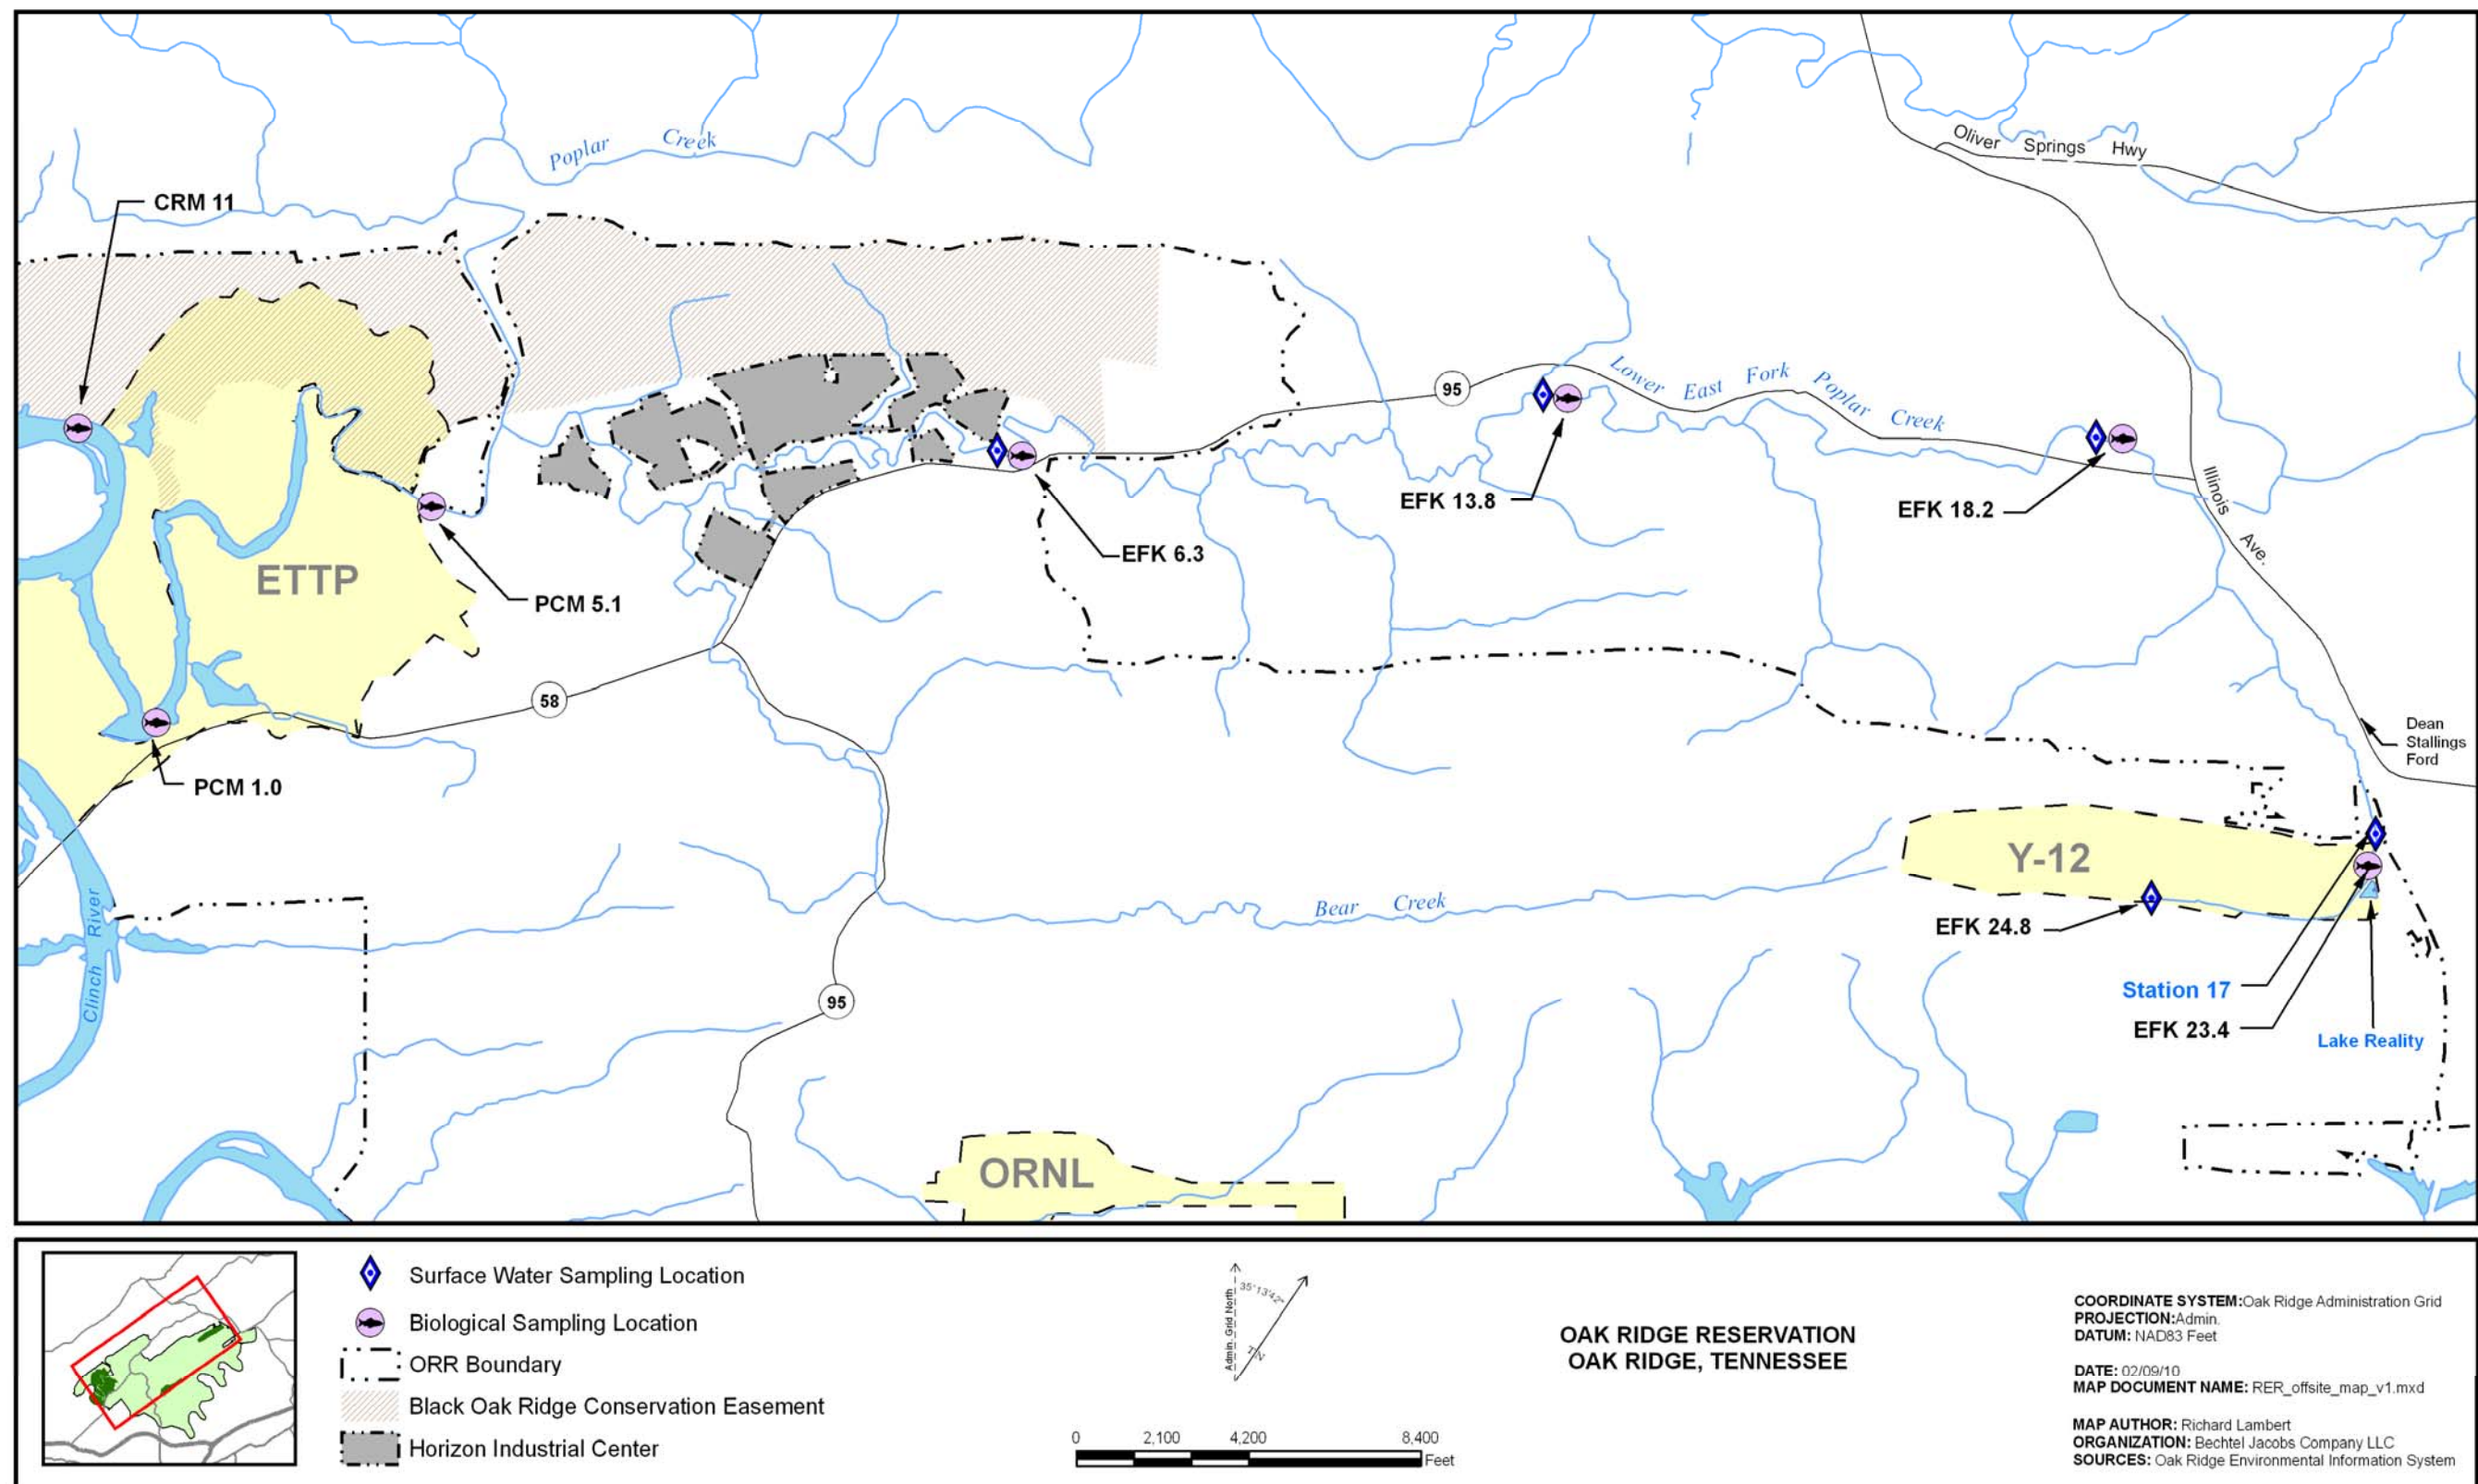 Poplar Creek
Oliver Springs Hwy
CRM 11
95
Lower East Fork Poplar Creek
EFK 13.8
EFK 18.2
Illinois Ave.
EFK 6.3
ETTP
PCM 5.1
58
Dean
Stallings
Ford
PCM 1.0
Y-12
Clinch River
Bear Creek
EFK 24.8
Station 17
95
EFK 23.4
Lake Reality
ORNL
Surface Water Sampling Location
Biological Sampling Location
ORR Boundary
Black Oak Ridge Conservation Easement
Horizon Industrial Center
Admin. Grid North
35°13'42"
TN
0 2,100 4,200 8,400
Feet
OAK RIDGE RESERVATION
OAK RIDGE, TENNESSEE
COORDINATE SYSTEM:Oak Ridge Administration Grid
PROJECTION:Admin.
DATUM: NAD83 Feet
DATE: 02/09/10
MAP DOCUMENT NAME: RER_offsite_map_v1.mxd
MAP AUTHOR: Richard Lambert
ORGANIZATION: Bechtel Jacobs Company LLC
SOURCES: Oak Ridge Environmental Information System